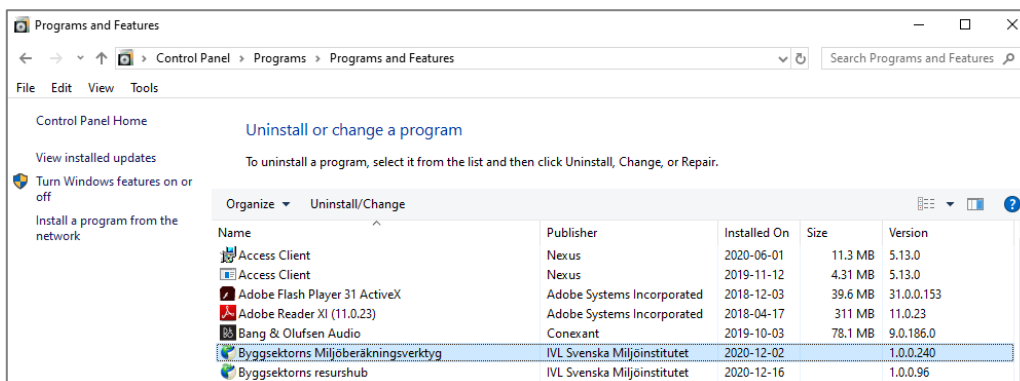 Programs and Features
Control Panel > Programs > Programs and Features
Search Programs and Features
File Edit View Tools
Control Panel Home
View installed updates
Turn Windows features on or
off
Install a program from the
network
Uninstall or change a program
To uninstall a program, select it from the list and then click Uninstall, Change, or Repair.
Organize Uninstall/Change
Name Publisher Installed On Size Version
Access Client Nexus 2020-06-01 11.3 MB 5.13.0
Access Client Nexus 2019-11-12 4.31 MB 5.13.0
Adobe Flash Player 31 ActiveX Adobe Systems Incorporated 2018-12-03 39.6 MB 31.0.0.153
Adobe Reader XI (11.0.23) Adobe Systems Incorporated 2018-04-17 311 MB 11.0.23
Bang & Olufsen Audio Conexant 2019-10-03 78.1 MB 9.0.186.0
Byggsektorns Miljöberäkningsverktyg IVL Svenska Miljöinstitutet 2020-12-02 1.0.0.240
Byggsektorns resurshub IVL Svenska Miljöinstitutet 2020-12-16 1.0.0.96